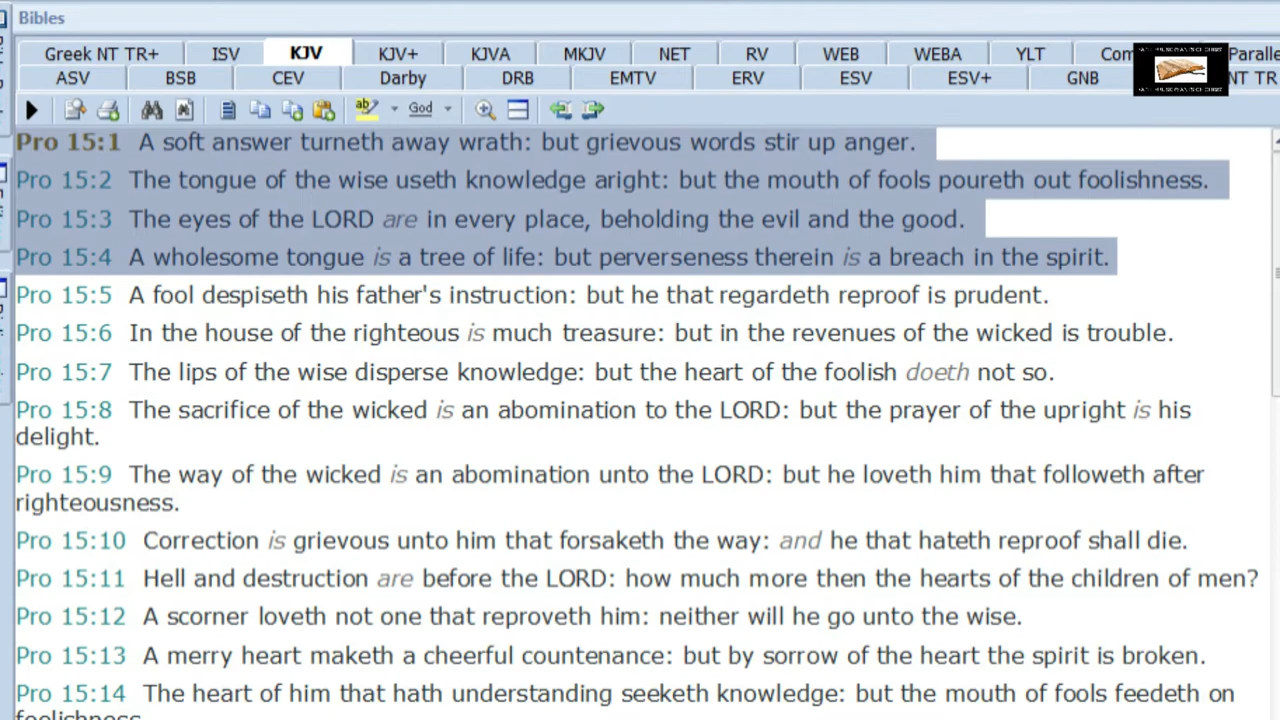 Bibles
Greek NT TR+ ISV KJV KJV+ KJVA MKJV NET RV WEB WEBA YLT Com Paralle
ASV BSB CEV Darby DRB EMTV ERV ESV ESV+ GNB NT TR
God
Pro 15:1 A soft answer turneth away wrath: but grievous words stir up anger.
Pro 15:2 The tongue of the wise useth knowledge aright: but the mouth of fools poureth out foolishness.
Pro 15:3 The eyes of the LORD are in every place, beholding the evil and the good.
Pro 15:4 A wholesome tongue is a tree of life: but perverseness therein is a breach in the spirit.
Pro 15:5 A fool despiseth his father's instruction: but he that regardeth reproof is prudent.
Pro 15:6 In the house of the righteous is much treasure: but in the revenues of the wicked is trouble.
Pro 15:7 The lips of the wise disperse knowledge: but the heart of the foolish doeth not so.
Pro 15:8 The sacrifice of the wicked is an abomination to the LORD: but the prayer of the upright is his
delight.
Pro 15:9 The way of the wicked is an abomination unto the LORD: but he loveth him that followeth after
righteousness.
Pro 15:10 Correction is grievous unto him that forsaketh the way: and he that hateth reproof shall die.
Pro 15:11 Hell and destruction are before the LORD: how much more then the hearts of the children of men?
Pro 15:12 A scorner loveth not one that reproveth him: neither will he go unto the wise.
Pro 15:13 A merry heart maketh a cheerful countenance: but by sorrow of the heart the spirit is broken.
Pro 15:14 The heart of him that hath understanding seeketh knowledge: but the mouth of fools feedeth on
foolishness.